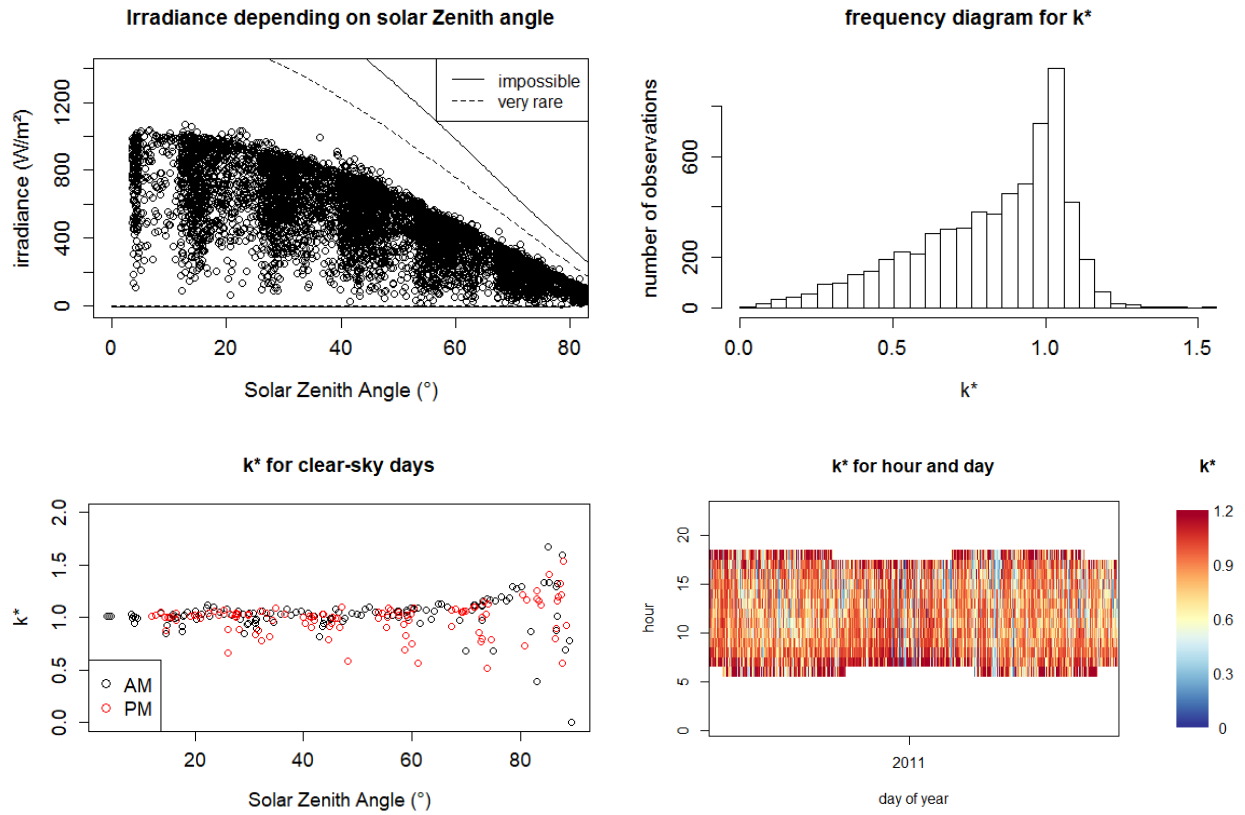 Irradiance depending on solar Zenith angle
irradiance (W/m²)
1200
800
400
0
impossible
very rare
0 20 40 60 80
Solar Zenith Angle (°)
frequency diagram for k*
number of observations
600
200
0
0.0 0.5 1.0 1.5
k*
k* for clear-sky days
k*
2.0
1.5
1.0
0.5
0.0
AM
PM
20 40 60 80
Solar Zenith Angle (°)
k* for hour and day
hour
20
15
10
5
0
2011
day of year
k*
1.2
0.9
0.6
0.3
0